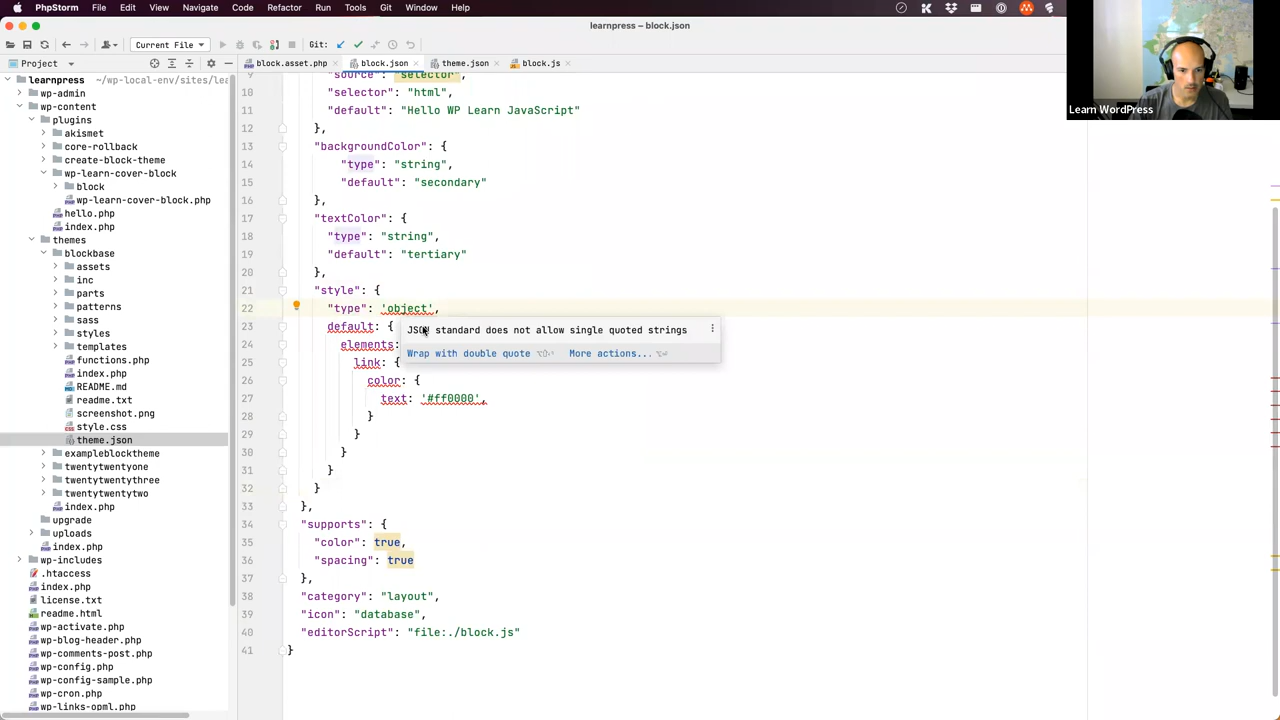 PhpStorm File Edit View Navigate Code Refactor Run Tools Git Window Help
learnpress – block.json
Current File Git:
Project block.asset.php block.json theme.json block.js
learnpress ~/wp-local-env/sites/lea
wp-admin
wp-content
plugins
akismet
core-rollback
create-block-theme
wp-learn-cover-block
block
wp-learn-cover-block.php
hello.php
index.php
themes
blockbase
assets
inc
parts
patterns
sass
styles
templates
functions.php
index.php
README.md
readme.txt
screenshot.png
style.css
theme.json
exampleblocktheme
twentytwentyone
twentytwentythree
twentytwentytwo
index.php
upgrade
uploads
index.php
wp-includes
.htaccess
index.php
license.txt
readme.html
wp-activate.php
wp-blog-header.php
wp-comments-post.php
wp-config.php
wp-config-sample.php
wp-cron.php
wp-links-opml.php
9 "source": "selector",
10 "selector": "html",
11 "default": "Hello WP Learn JavaScript"
12 },
13 "backgroundColor": {
14 "type": "string",
15 "default": "secondary"
16 },
17 "textColor": {
18 "type": "string",
19 "default": "tertiary"
20 },
21 "style": {
22 "type": 'object',
23 default: {
24 elements:
25 link: {
26 color: {
27 text: '#ff0000',
28 }
29 }
30 }
31 }
32 }
33 },
34 "supports": {
35 "color": true,
36 "spacing": true
37 },
38 "category": "layout",
39 "icon": "database",
40 "editorScript": "file:./block.js"
41 }
JSON standard does not allow single quoted strings
Wrap with double quote More actions...
Learn WordPress